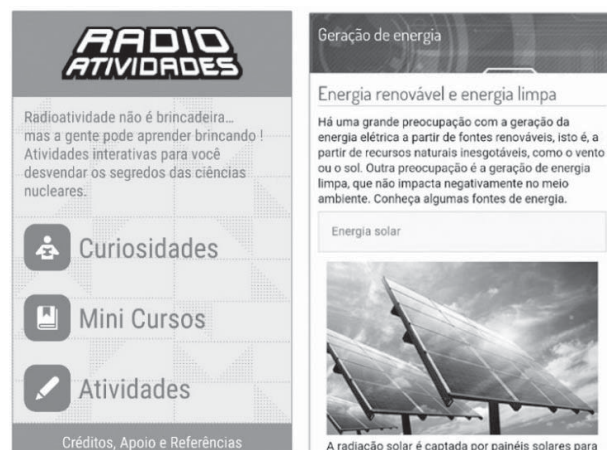 RADIO
ATIVIDADES
Radioatividade não é brincadeira...
mas a gente pode aprender brincando !
Atividades interativas para você
desvendar os segredos das ciências
nucleares.
Curiosidades
Mini Cursos
Atividades
Créditos, Apoio e Referências
Geração de energia
Energia renovável e energia limpa
Há uma grande preocupação com a geração da
energia elétrica a partir de fontes renováveis, isto é, a
partir de recursos naturais inesgotáveis, como o vento
ou o sol. Outra preocupação é a geração de energia
limpa, que não impacta negativamente no meio
ambiente. Conheça algumas fontes de energia.
Energia solar
A radiação solar é captada por painéis solares para